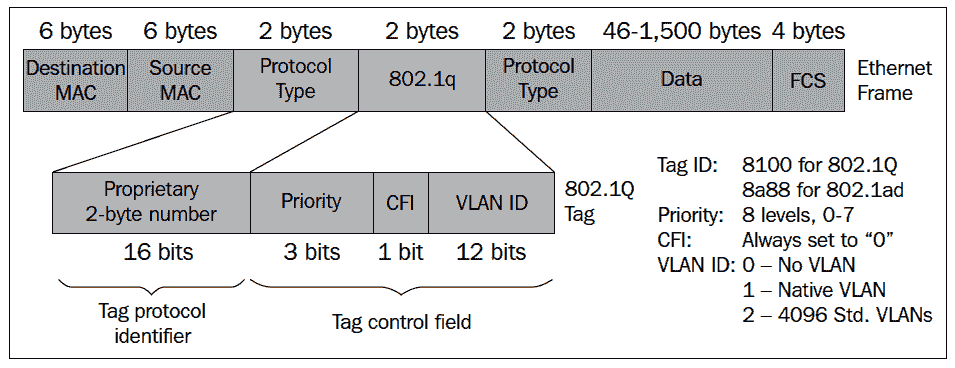 6 bytes 6 bytes 2 bytes 2 bytes 2 bytes 46-1,500 bytes 4 bytes
Destination MAC
Source MAC
Protocol Type
802.1q
Protocol Type
Data
FCS
Ethernet Frame
Proprietary 2-byte number
Priority
CFI
VLAN ID
802.1Q Tag
16 bits 3 bits 1 bit 12 bits
Tag protocol identifier
Tag control field
Tag ID: 8100 for 802.1Q
8a88 for 802.1ad
Priority: 8 levels, 0-7
CFI: Always set to “0”
VLAN ID: 0 – No VLAN
1 – Native VLAN
2 – 4096 Std. VLANs